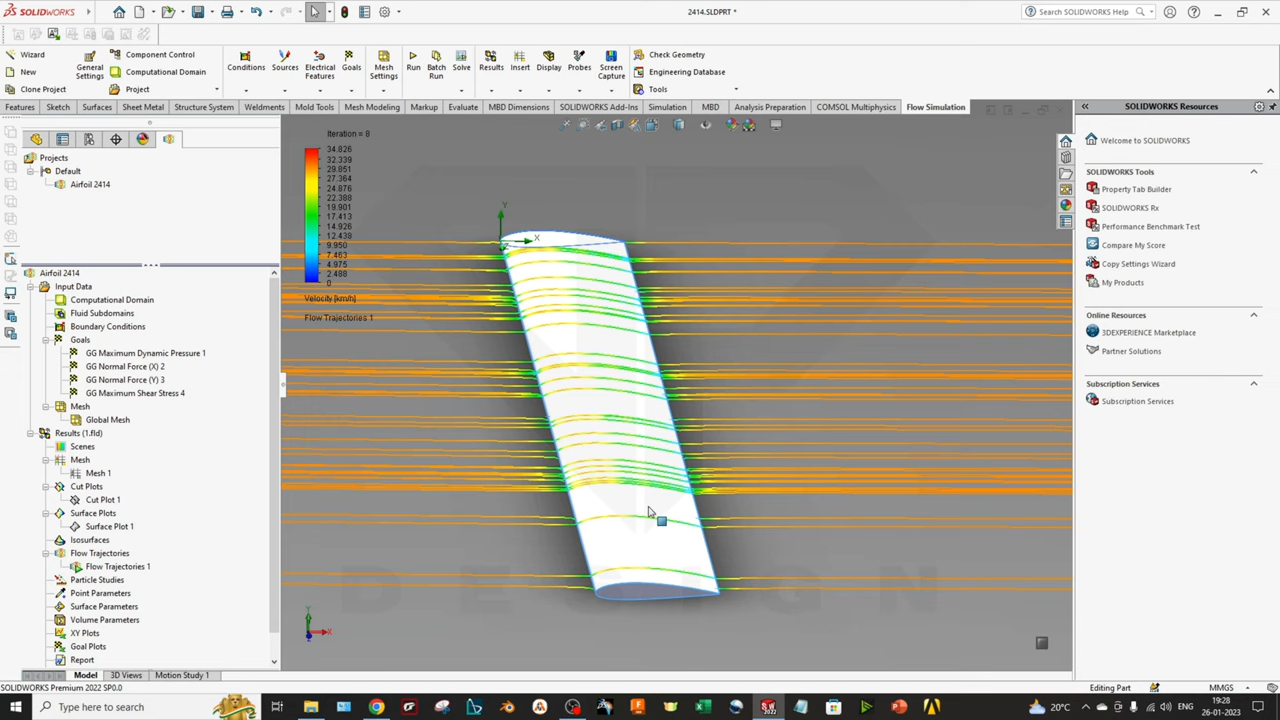 SOLIDWORKS
2414.SLDPRT *
Search SOLIDWORKS Help
Wizard
New
Clone Project
General Settings
Component Control
Computational Domain
Project
Conditions
Sources
Electrical Features
Goals
Mesh Settings
Run
Batch Run
Solve
Results
Insert
Display
Probes
Screen Capture
Check Geometry
Engineering Database
Tools
Features Sketch Surfaces Sheet Metal Structure System Weldments Mold Tools Mesh Modeling Markup Evaluate MBD Dimensions SOLIDWORKS Add-Ins Simulation MBD Analysis Preparation COMSOL Multiphysics Flow Simulation
Projects
Default
Airfoil 2414
Airfoil 2414
Input Data
Computational Domain
Fluid Subdomains
Boundary Conditions
Goals
GG Maximum Dynamic Pressure 1
GG Normal Force (X) 2
GG Normal Force (Y) 3
GG Maximum Shear Stress 4
Mesh
Global Mesh
Results (1.fld)
Scenes
Mesh
Mesh 1
Cut Plots
Cut Plot 1
Surface Plots
Surface Plot 1
Isosurfaces
Flow Trajectories
Flow Trajectories 1
Particle Studies
Point Parameters
Surface Parameters
Volume Parameters
XY Plots
Goal Plots
Report
Iteration = 8
34.826
32.339
29.851
27.364
24.876
22.388
19.901
17.413
14.926
12.438
9.950
7.463
4.975
2.488
0
Velocity [km/h]
Flow Trajectories 1
Y
X
Y
X
DESIGN
SOLIDWORKS Resources
Welcome to SOLIDWORKS
SOLIDWORKS Tools
Property Tab Builder
SOLIDWORKS Rx
Performance Benchmark Test
Compare My Score
Copy Settings Wizard
My Products
Online Resources
3DEXPERIENCE Marketplace
Partner Solutions
Subscription Services
Subscription Services
Model 3D Views Motion Study 1
SOLIDWORKS Premium 2022 SP0.0
Editing Part
MMGS
Type here to search
20°C
ENG
19:28
26-01-2023